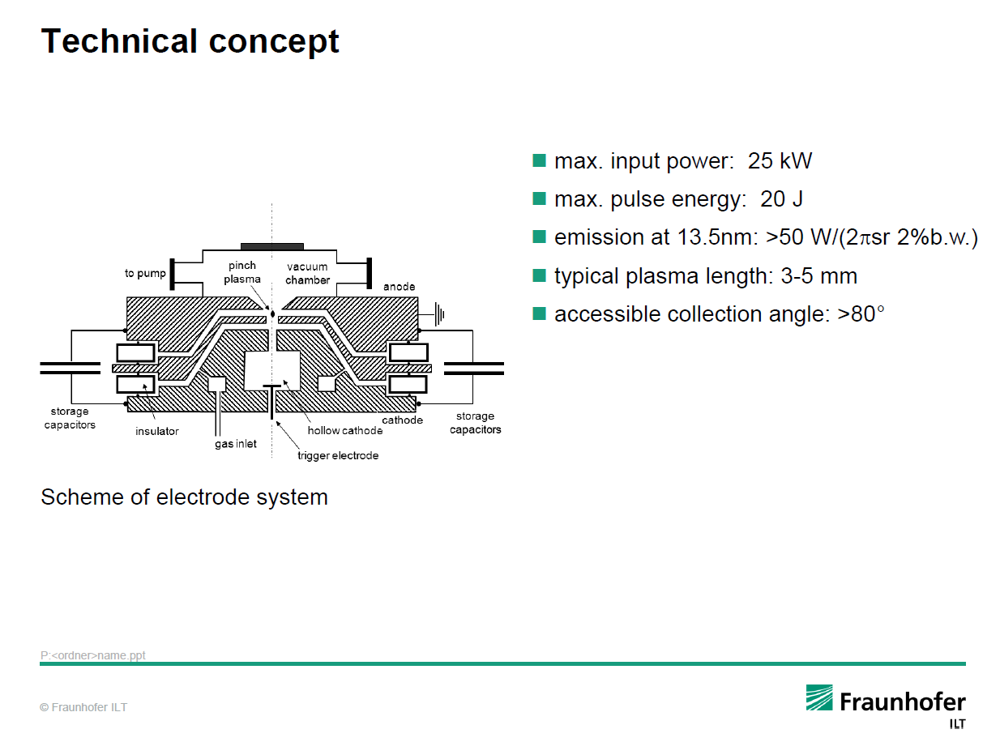 Technical concept
max. input power: 25 kW
max. pulse energy: 20 J
emission at 13.5nm: >50 W/(2πsr 2%b.w.)
typical plasma length: 3-5 mm
accessible collection angle: >80°
to pump
pinch
plasma
vacuum
chamber
anode
storage
capacitors
insulator
gas inlet
hollow cathode
trigger electrode
cathode
storage
capacitors
Scheme of electrode system
P:<ordner>name.ppt
© Fraunhofer ILT
Fraunhofer
ILT